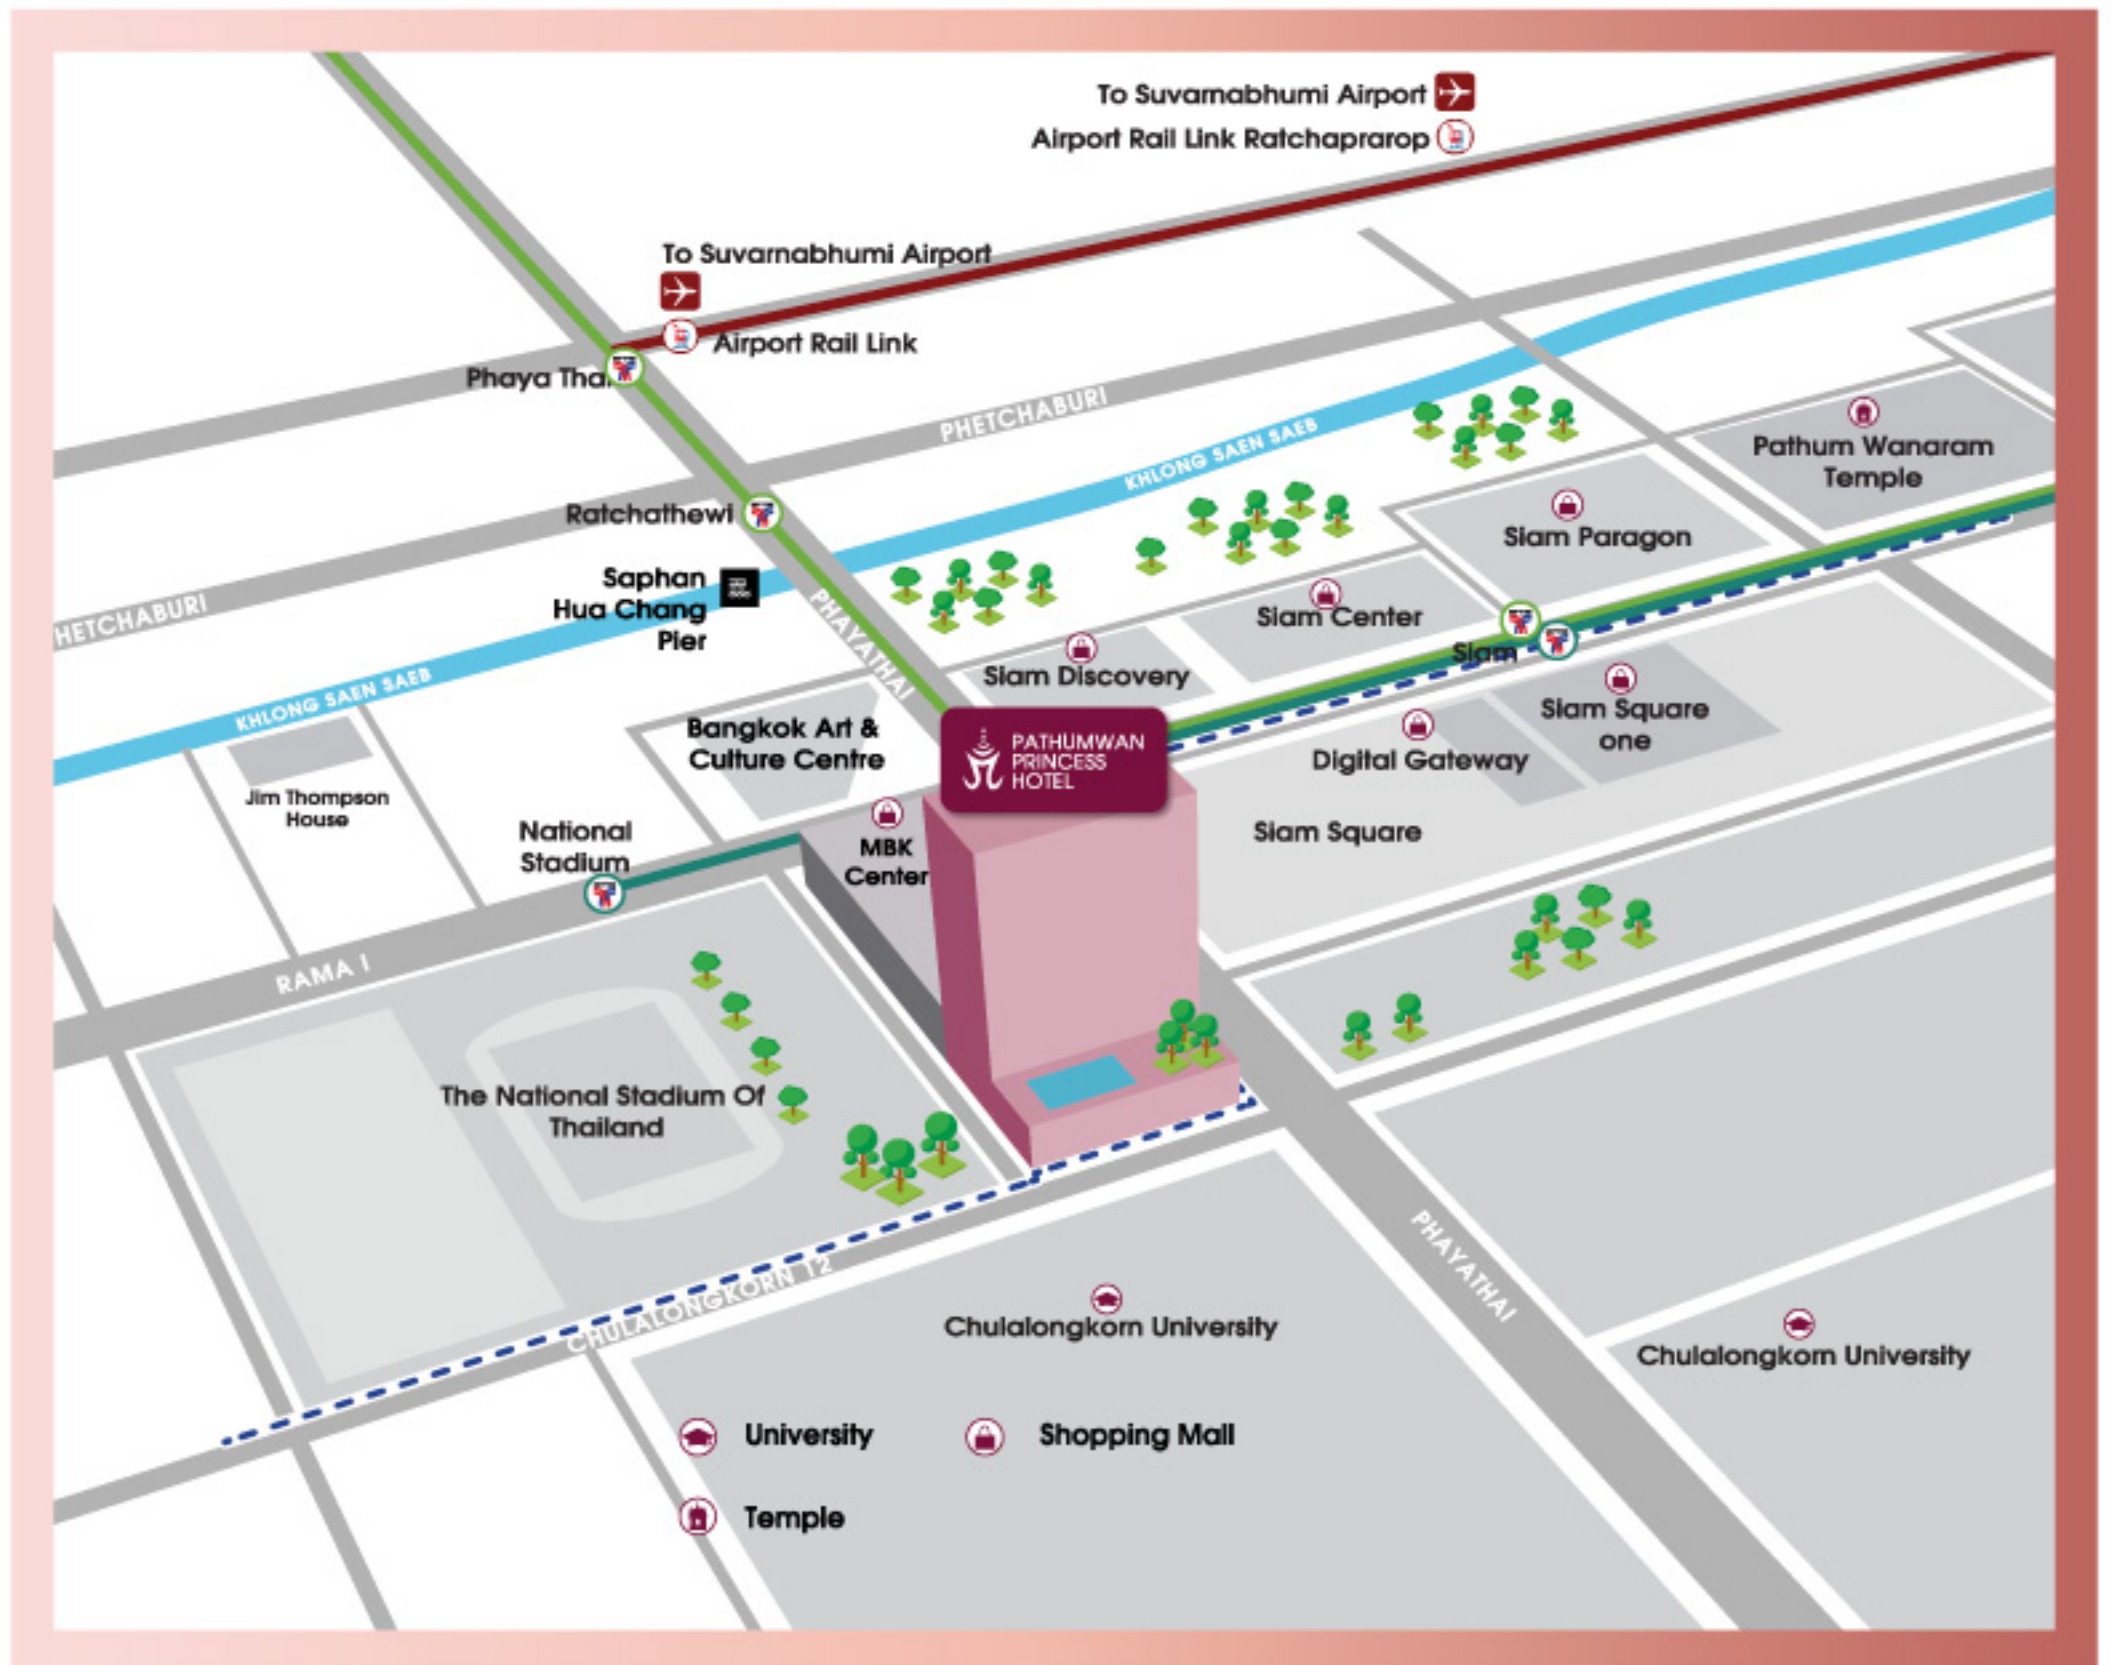 To Suvarnabhumi Airport
Airport Rail Link Ratchaprarop
To Suvarnabhumi Airport
Airport Rail Link
Phaya Thai
PHETCHABURI
KHLONG SAEN SAEB
Pathum Wanaram
Temple
Ratchathewi
Siam Paragon
Saphan
Hua Chang
Pier
HETCHABURI
PHAYATHAI
Siam Center
Siam
Siam Discovery
KHLONG SAEN SAEB
Bangkok Art &
Culture Centre
PATHUMWAN
PRINCESS
HOTEL
Siam Square
one
Digital Gateway
Jim Thompson
House
National
Stadium
MBK
Center
Siam Square
RAMA I
The National Stadium Of
Thailand
CHULALONGKORN 12
PHAYATHAI
Chulalongkorn University
Chulalongkorn University
University
Shopping Mall
Temple